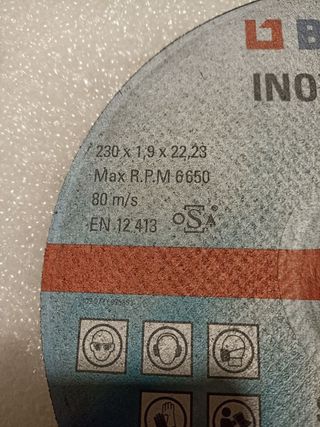 B
INO
230 x 1,9 x 22,23
Max R.P.M 6650
80 m/s
EN 12 413
oSa